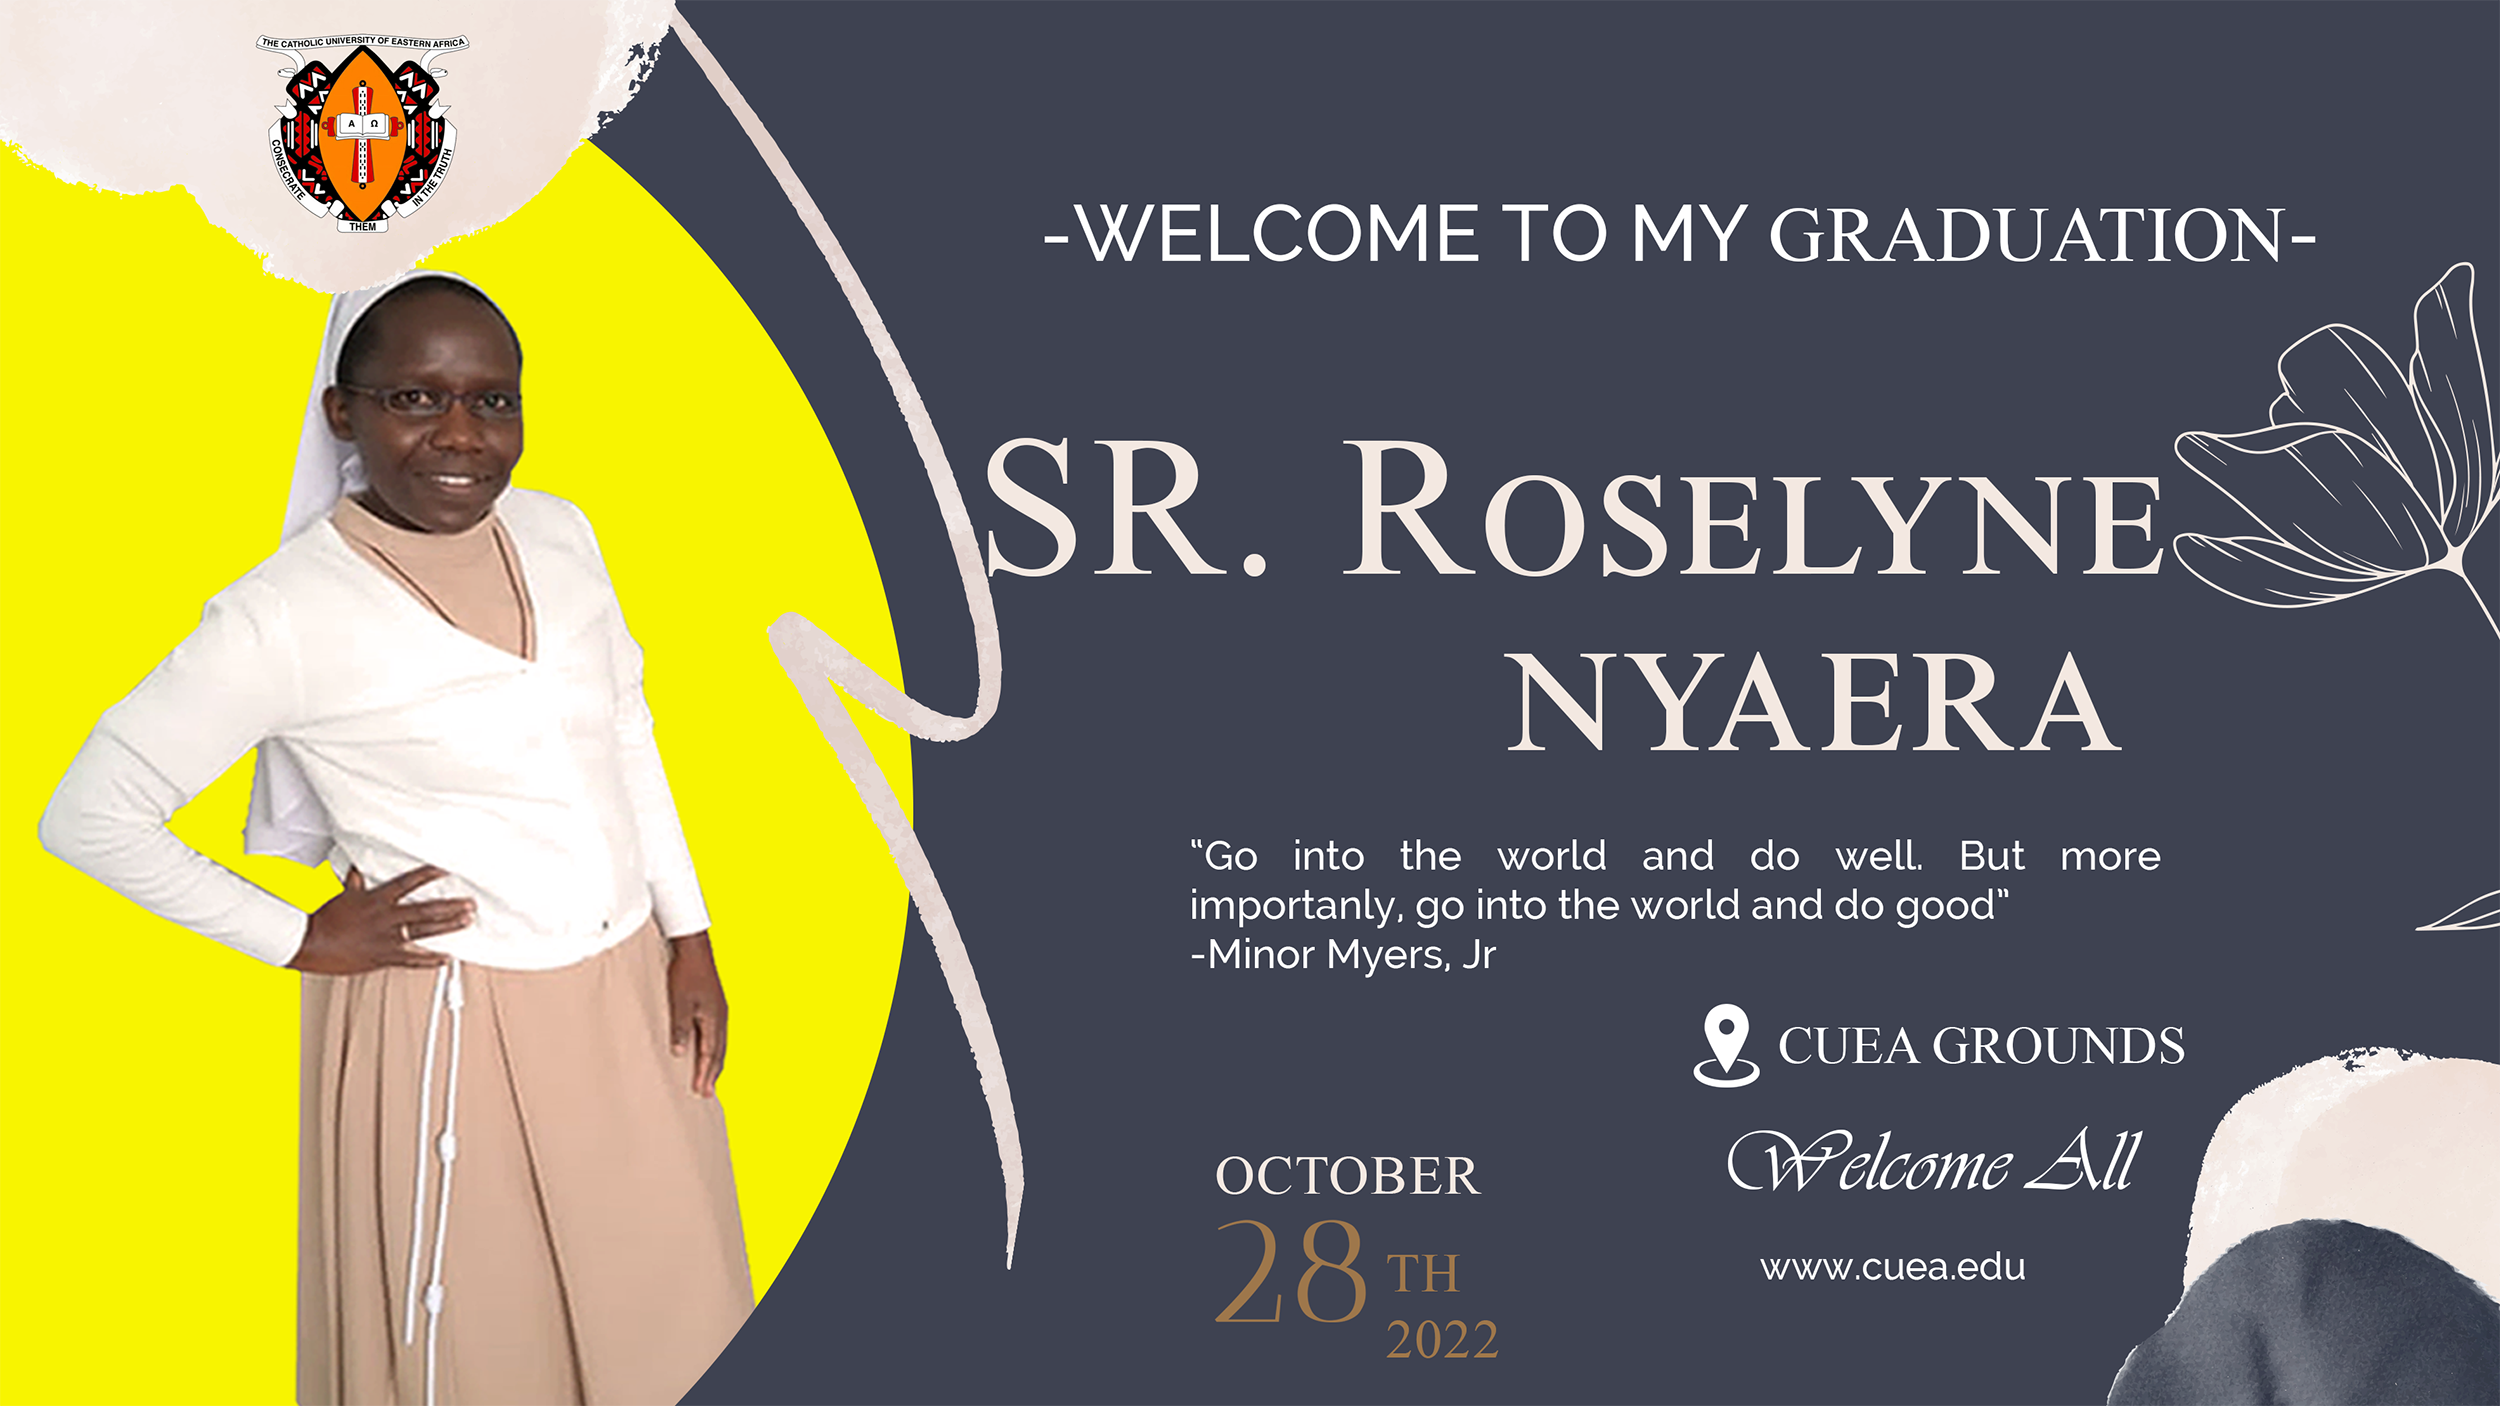 THE CATHOLIC UNIVERSITY OF EASTERN AFRICA
A Ω
CONSECRATE
THEM
IN THE TRUTH
-WELCOME TO MY GRADUATION-
SR. ROSELYNE
NYAERA
“Go into the world and do well. But more
importanly, go into the world and do good”
-Minor Myers, Jr
CUEA GROUNDS
Welcome All
www.cuea.edu
OCTOBER
28 TH
2022